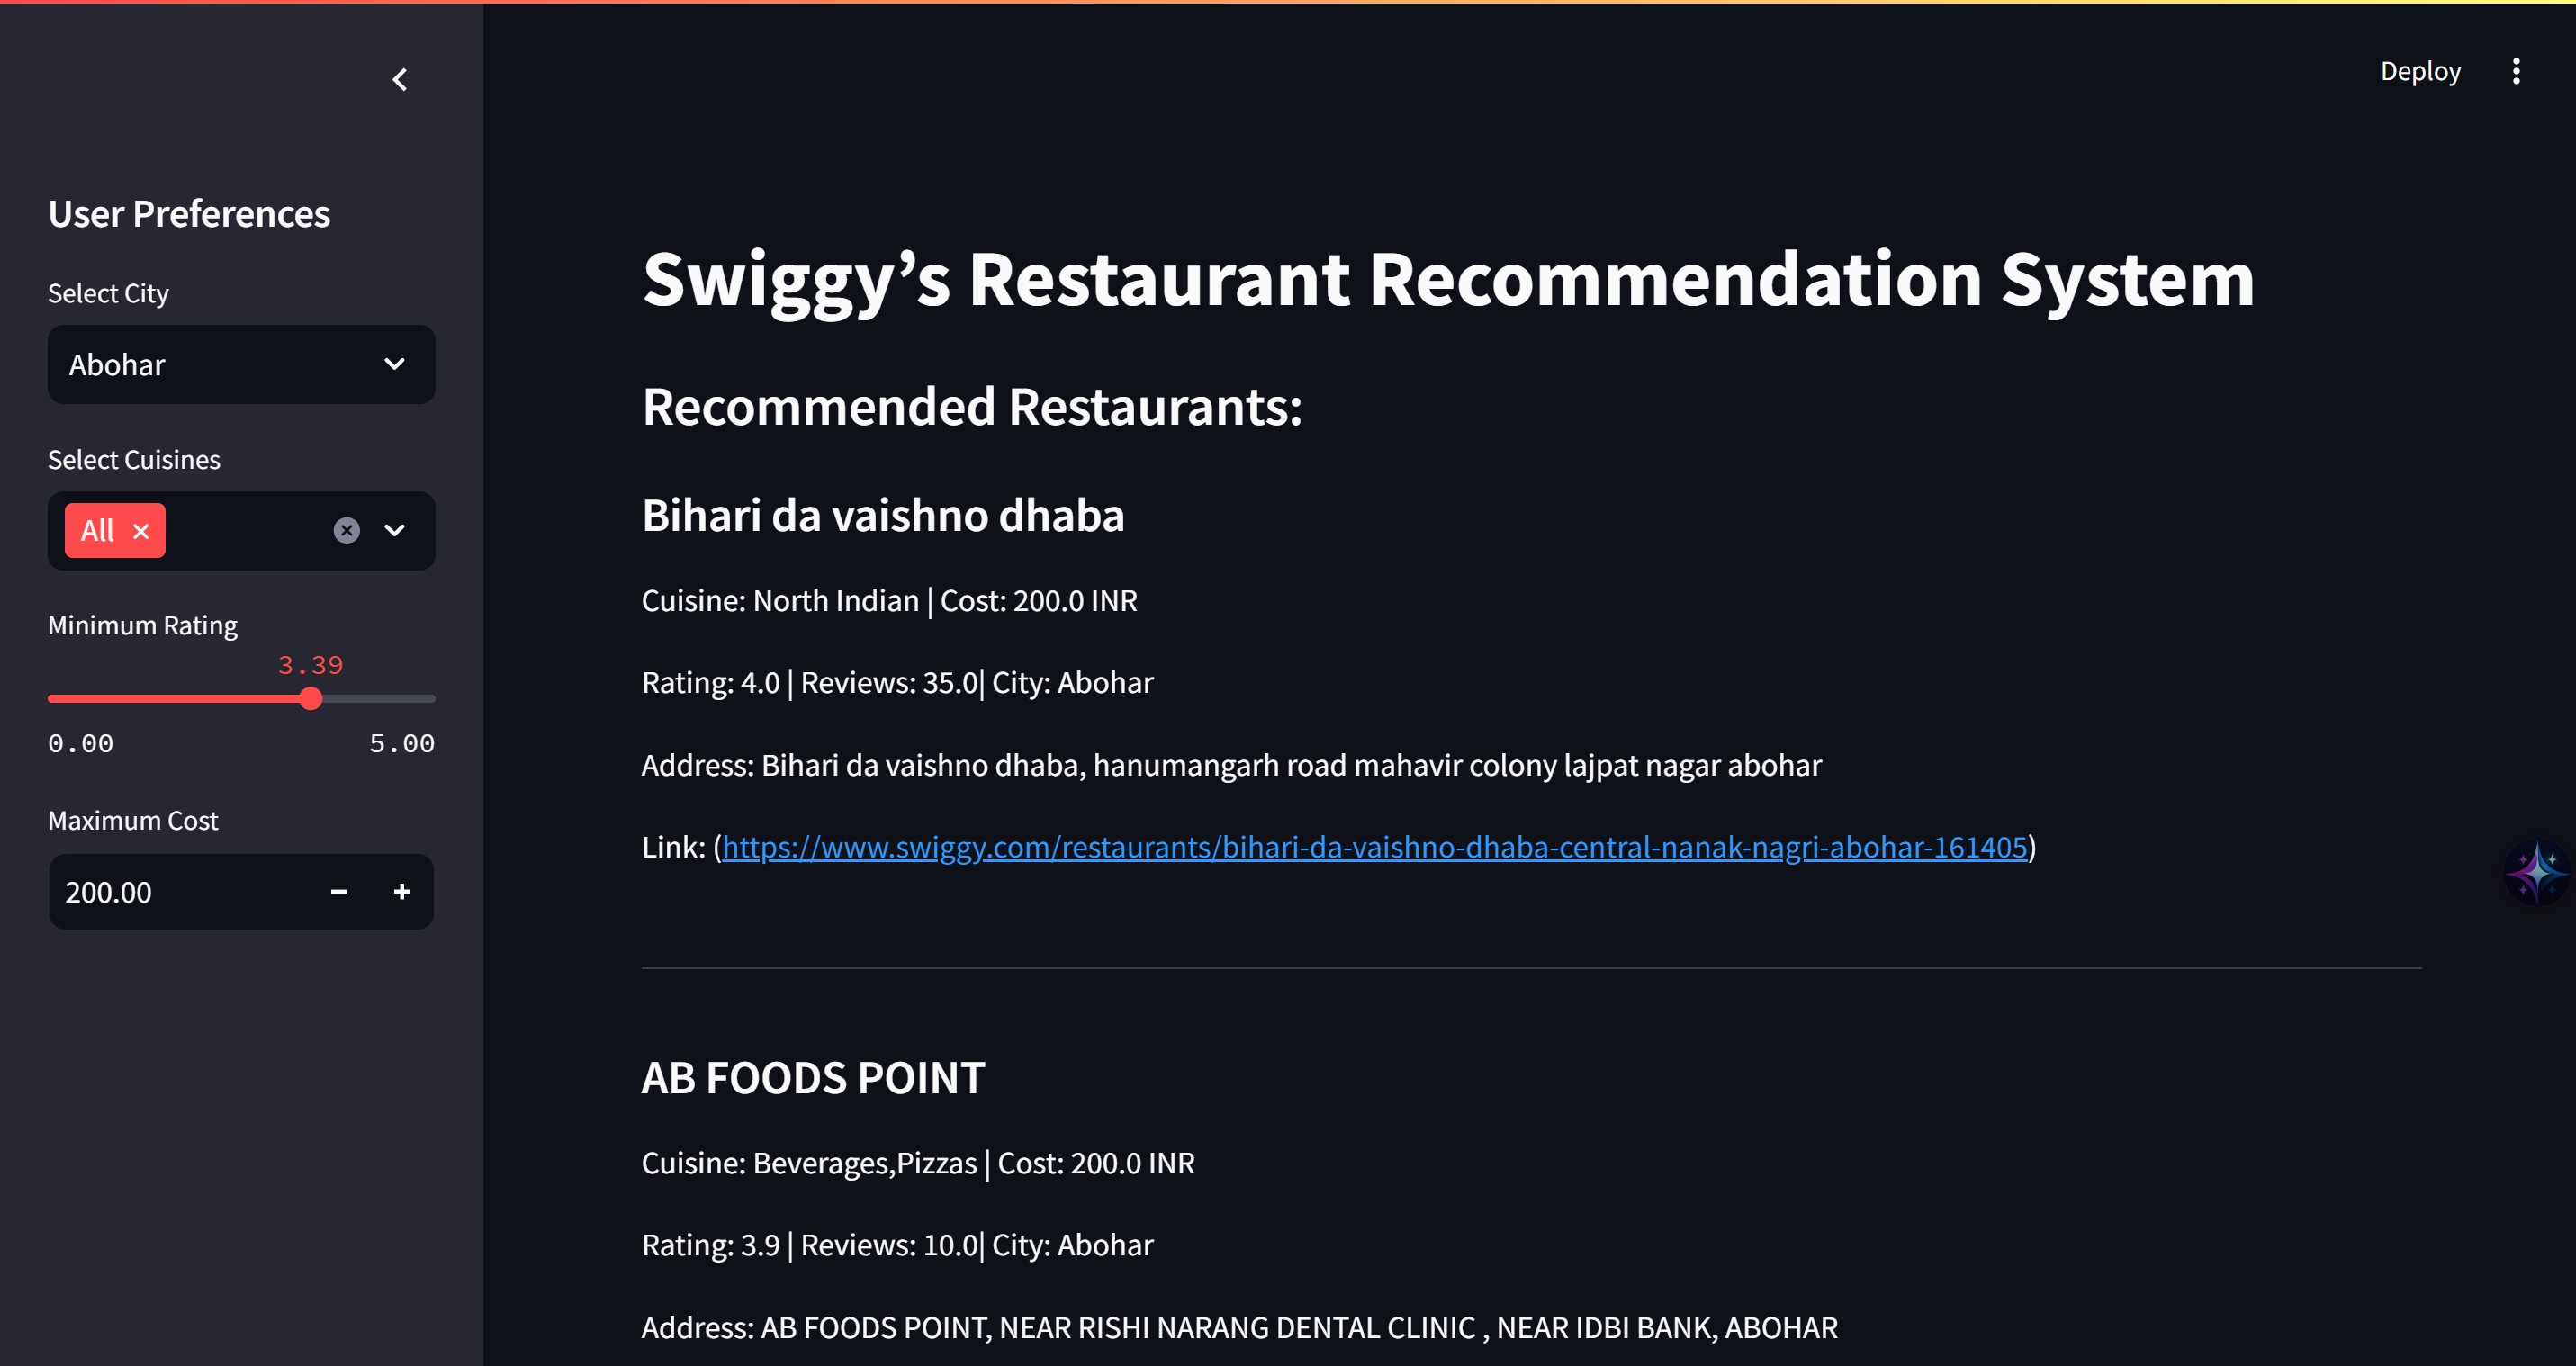 Deploy
User Preferences
Select City
Abohar
Select Cuisines
All
Minimum Rating
3.39
0.00 5.00
Maximum Cost
200.00
Swiggy’s Restaurant Recommendation System
Recommended Restaurants:
Bihari da vaishno dhaba
Cuisine: North Indian | Cost: 200.0 INR
Rating: 4.0 | Reviews: 35.0| City: Abohar
Address: Bihari da vaishno dhaba, hanumangarh road mahavir colony lajpat nagar abohar
Link: (https://www.swiggy.com/restaurants/bihari-da-vaishno-dhaba-central-nanak-nagri-abohar-161405)
AB FOODS POINT
Cuisine: Beverages,Pizzas | Cost: 200.0 INR
Rating: 3.9 | Reviews: 10.0| City: Abohar
Address: AB FOODS POINT, NEAR RISHI NARANG DENTAL CLINIC , NEAR IDBI BANK, ABOHAR